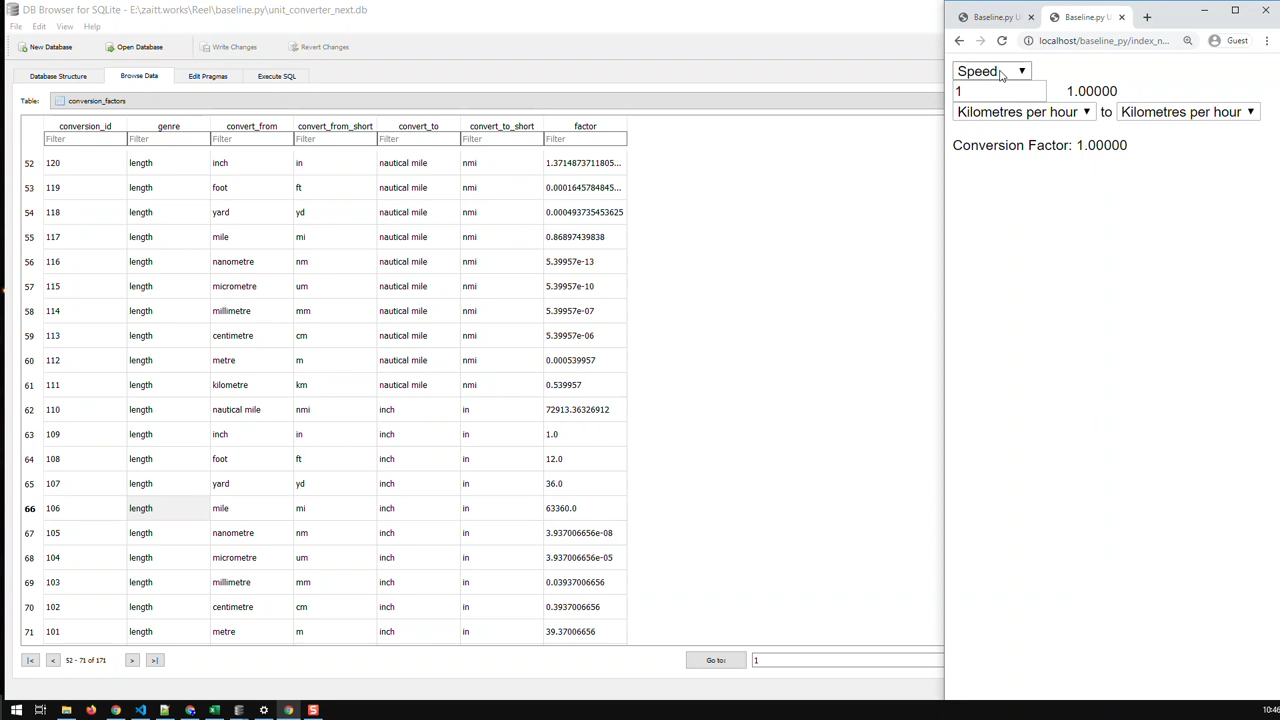 DB Browser for SQLite - E:\zaitt.works\Reel\baseline.py\unit_converter_next.db
File Edit View Help
New Database Open Database Write Changes Revert Changes
Database Structure Browse Data Edit Pragmas Execute SQL
Table: conversion_factors
conversion_id genre convert_from convert_from_short convert_to convert_to_short factor
Filter Filter Filter Filter Filter Filter Filter
52 120 length inch in nautical mile nmi 1.3714873711805...
53 119 length foot ft nautical mile nmi 0.0001645784845...
54 118 length yard yd nautical mile nmi 0.000493735453625
55 117 length mile mi nautical mile nmi 0.86897439838
56 116 length nanometre nm nautical mile nmi 5.39957e-13
57 115 length micrometre um nautical mile nmi 5.39957e-10
58 114 length millimetre mm nautical mile nmi 5.39957e-07
59 113 length centimetre cm nautical mile nmi 5.39957e-06
60 112 length metre m nautical mile nmi 0.000539957
61 111 length kilometre km nautical mile nmi 0.539957
62 110 length nautical mile nmi inch in 72913.36326912
63 109 length inch in inch in 1.0
64 108 length foot ft inch in 12.0
65 107 length yard yd inch in 36.0
66 106 length mile mi inch in 63360.0
67 105 length nanometre nm inch in 3.937006656e-08
68 104 length micrometre um inch in 3.937006656e-05
69 103 length millimetre mm inch in 0.03937006656
70 102 length centimetre cm inch in 0.3937006656
71 101 length metre m inch in 39.37006656
|< < 52 - 71 of 171 > >| Go to: 1
Baseline.py U Baseline.py U
localhost/baseline_py/index_n... Guest
Speed
1 1.00000
Kilometres per hour to Kilometres per hour
Conversion Factor: 1.00000
10:46